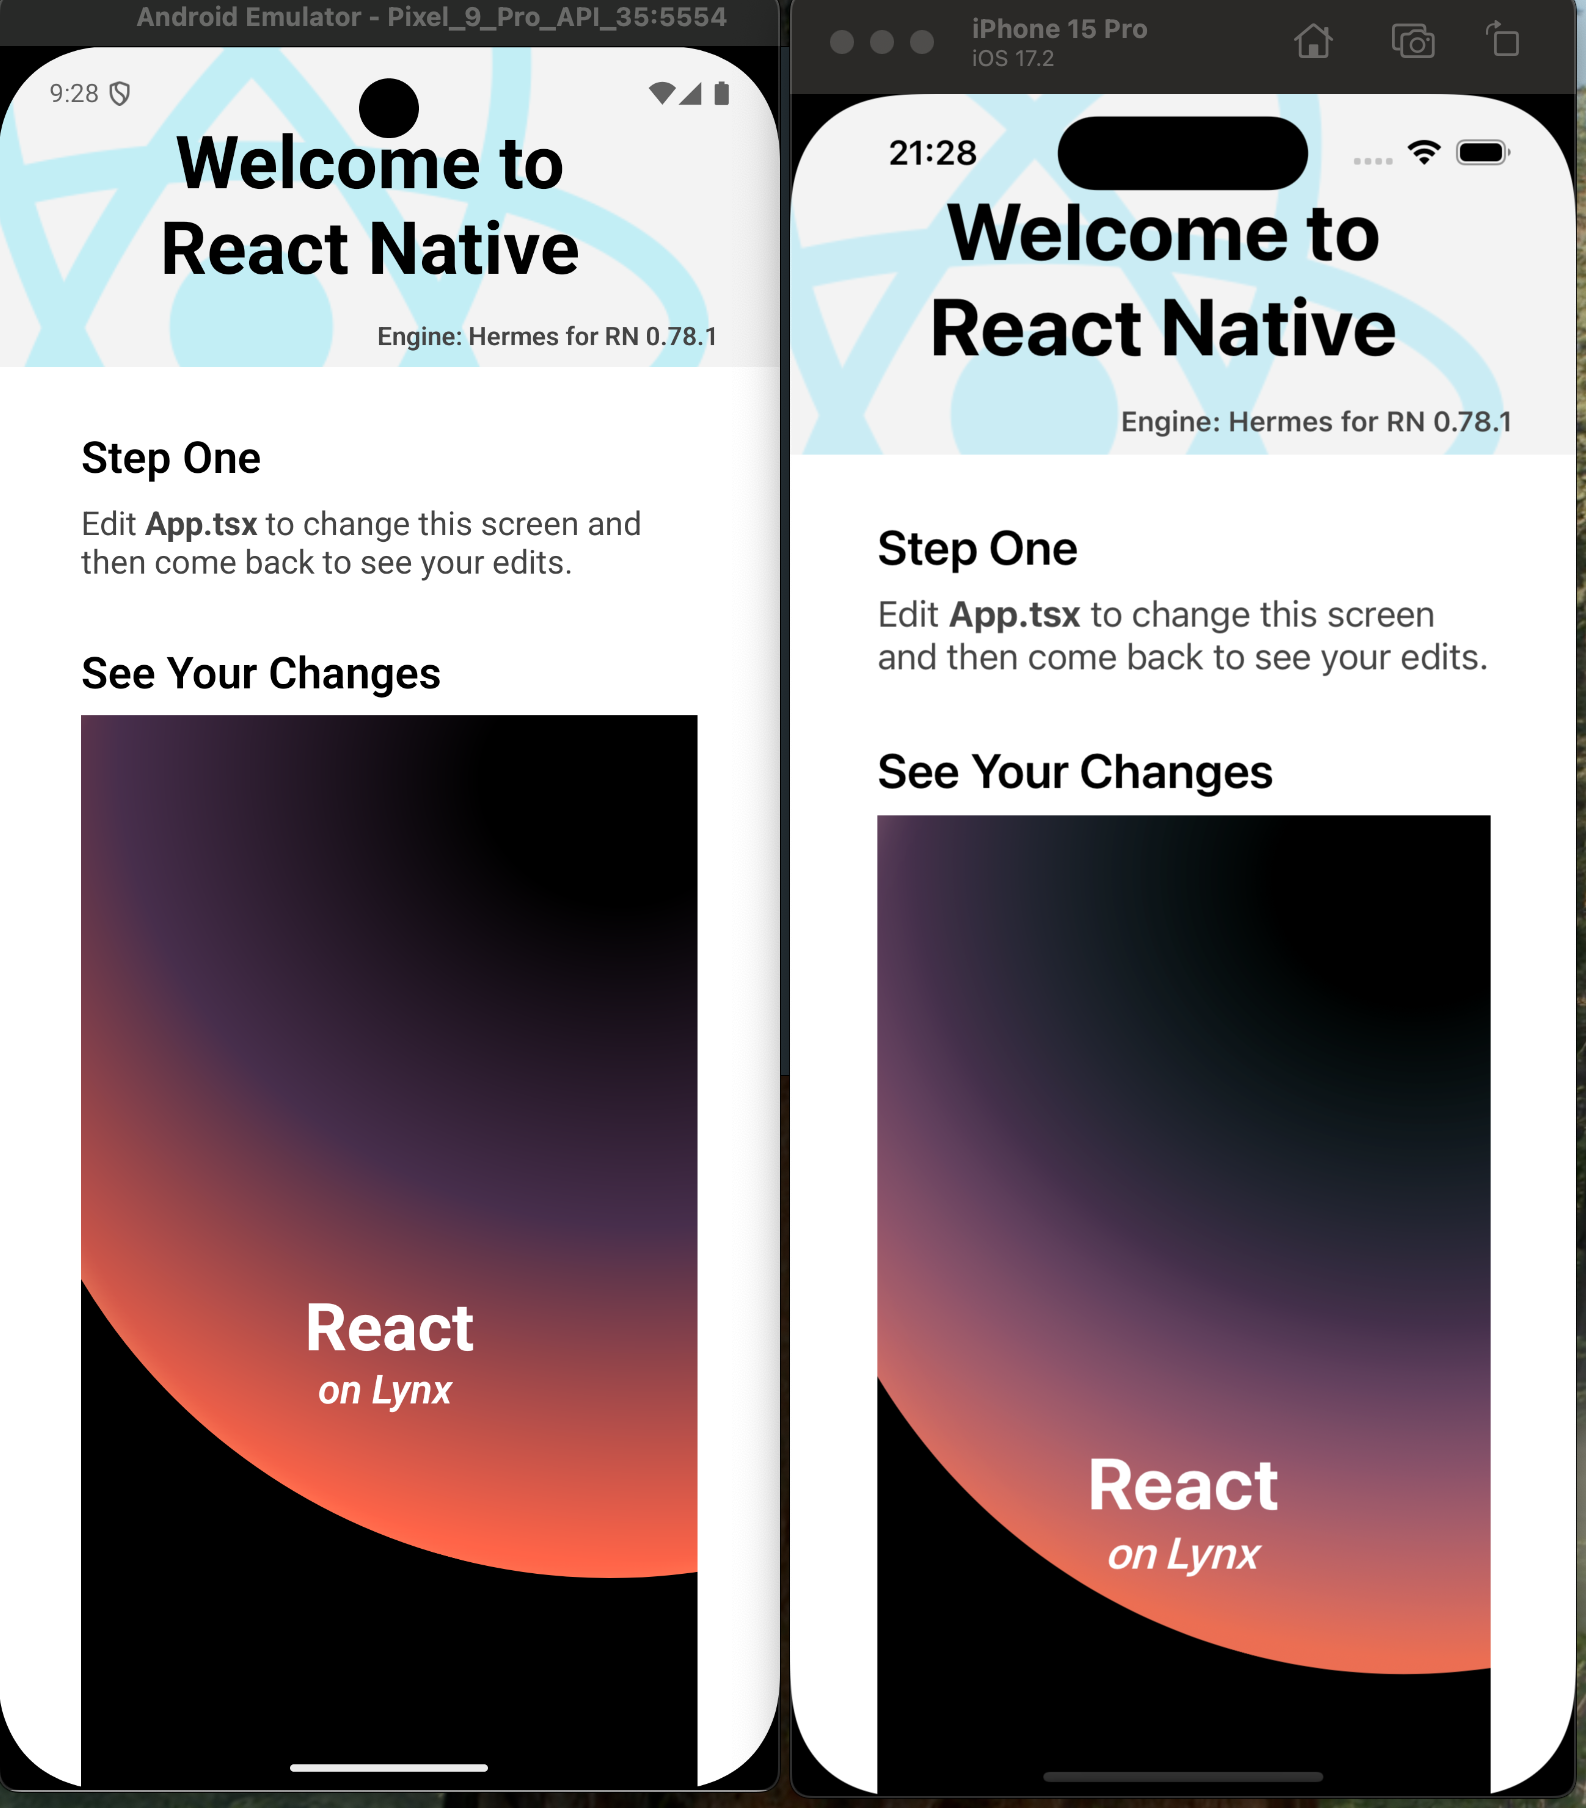 Android Emulator - Pixel_9_Pro_API_35:5554
9:28
Welcome to
React Native
Engine: Hermes for RN 0.78.1
Step One
Edit App.tsx to change this screen and
then come back to see your edits.
See Your Changes
React
on Lynx
iPhone 15 Pro
iOS 17.2
21:28
Welcome to
React Native
Engine: Hermes for RN 0.78.1
Step One
Edit App.tsx to change this screen
and then come back to see your edits.
See Your Changes
React
on Lynx